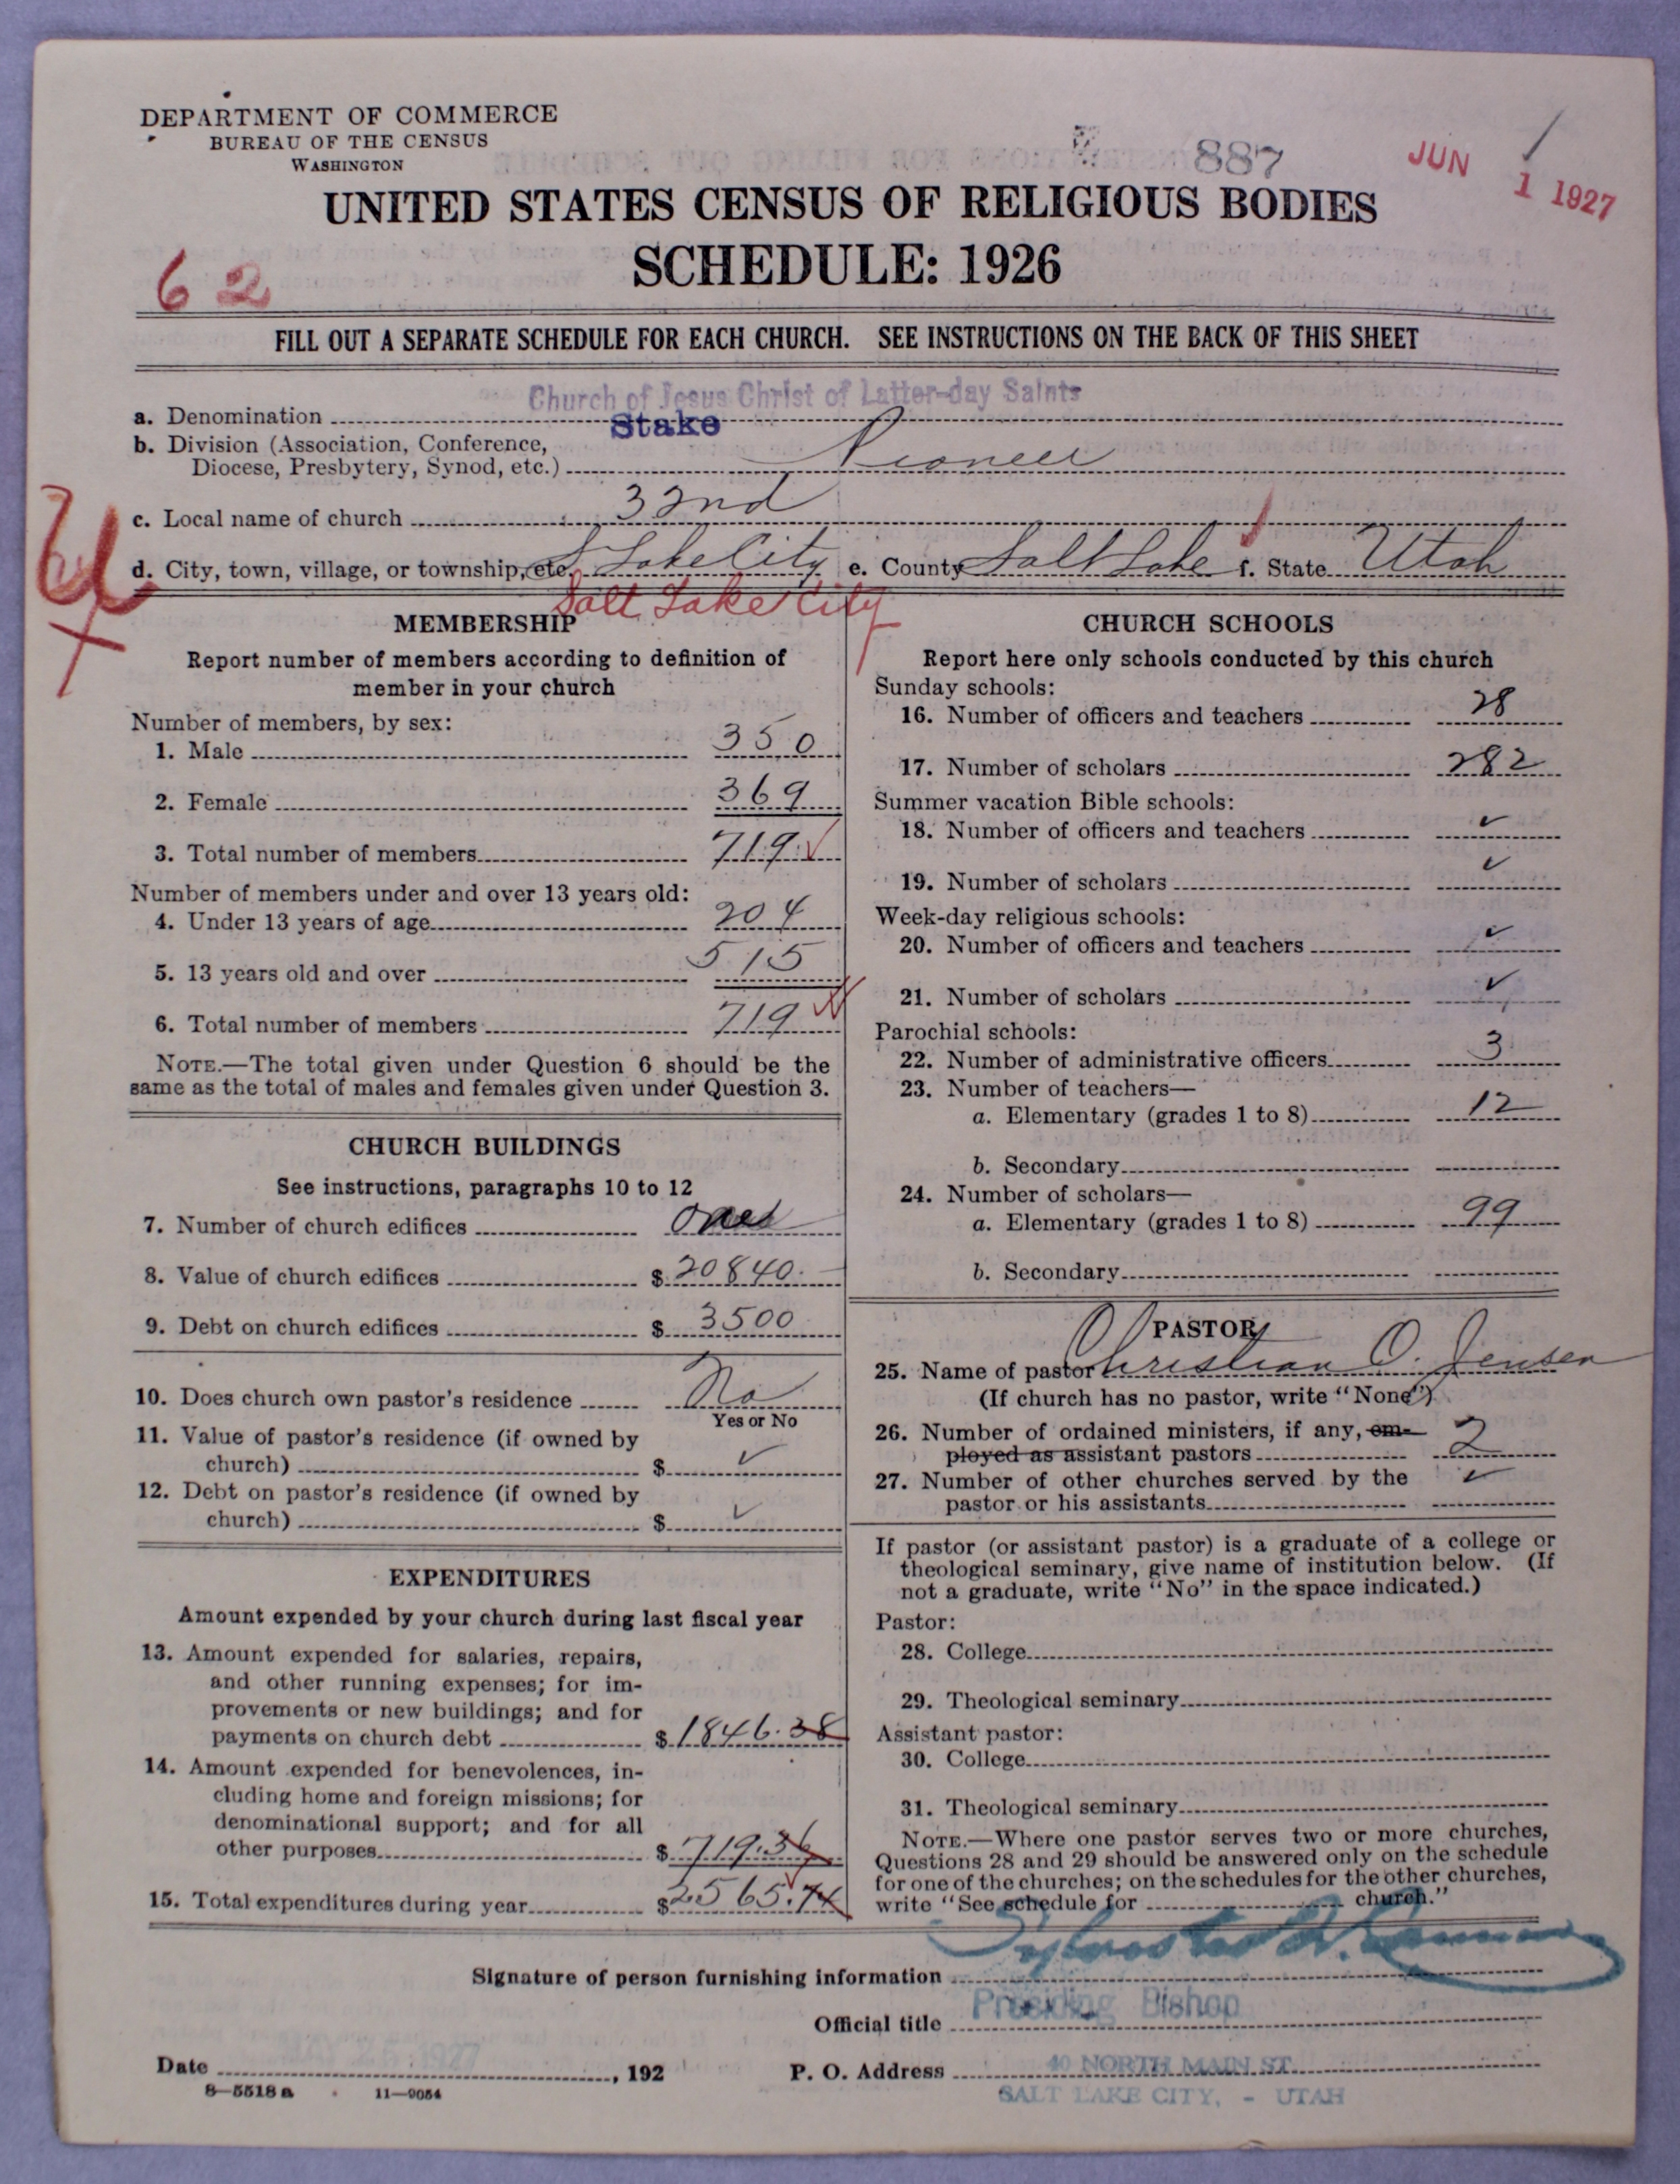 DEPARTMENT OF COMMERCE
BUREAU OF THE CENSUS
WASHINGTON
887
JUN 1 1927
UNITED STATES CENSUS OF RELIGIOUS BODIES
SCHEDULE: 1926
62
FILL OUT A SEPARATE SCHEDULE FOR EACH CHURCH. SEE INSTRUCTIONS ON THE BACK OF THIS SHEET
Church of Jesus Christ of Latter-day Saints
a. Denomination
Stake
b. Division (Association, Conference,
Diocese, Presbytery, Synod, etc.) Pioneer
c. Local name of church 32nd
d. City, town, village, or township, etc. S Lake City e. County Salt Lake f. State Utah
Salt Lake City
MEMBERSHIP
Report number of members according to definition of
member in your church
Number of members, by sex:
1. Male 350
2. Female 369
3. Total number of members 719 ✓
Number of members under and over 13 years old:
4. Under 13 years of age 204
5. 13 years old and over 515
6. Total number of members 719
NOTE.—The total given under Question 6 should be the
same as the total of males and females given under Question 3.
CHURCH BUILDINGS
See instructions, paragraphs 10 to 12
7. Number of church edifices one
8. Value of church edifices $ 20840.
9. Debt on church edifices $ 3500
10. Does church own pastor's residence No
Yes or No
11. Value of pastor's residence (if owned by
church) $ ✓
12. Debt on pastor's residence (if owned by
church) $ ✓
EXPENDITURES
Amount expended by your church during last fiscal year
13. Amount expended for salaries, repairs,
and other running expenses; for im-
provements or new buildings; and for
payments on church debt $ 1846.38
14. Amount expended for benevolences, in-
cluding home and foreign missions; for
denominational support; and for all
other purposes $ 719.36
15. Total expenditures during year $ 2565.74
CHURCH SCHOOLS
Report here only schools conducted by this church
Sunday schools:
16. Number of officers and teachers 28
17. Number of scholars 282
Summer vacation Bible schools:
18. Number of officers and teachers ✓
19. Number of scholars ✓
Week-day religious schools:
20. Number of officers and teachers ✓
21. Number of scholars ✓
Parochial schools:
22. Number of administrative officers 3
23. Number of teachers—
a. Elementary (grades 1 to 8) 12
b. Secondary
24. Number of scholars—
a. Elementary (grades 1 to 8) 99
b. Secondary
PASTOR
25. Name of pastor Christian O. Jensen
(If church has no pastor, write "None")
26. Number of ordained ministers, if any, em-
ployed as assistant pastors 2
27. Number of other churches served by the ✓
pastor or his assistants
If pastor (or assistant pastor) is a graduate of a college or
theological seminary, give name of institution below. (If
not a graduate, write "No" in the space indicated.)
Pastor:
28. College
29. Theological seminary
Assistant pastor:
30. College
31. Theological seminary
NOTE.—Where one pastor serves two or more churches,
Questions 28 and 29 should be answered only on the schedule
for one of the churches; on the schedules for the other churches,
write "See schedule for church."
Signature of person furnishing information Sylvester Q. Cannon
Official title Presiding Bishop
Date MAY 26 1927, 192
P. O. Address 40 NORTH MAIN ST.
SALT LAKE CITY, - UTAH
8—5518 a 11—9054